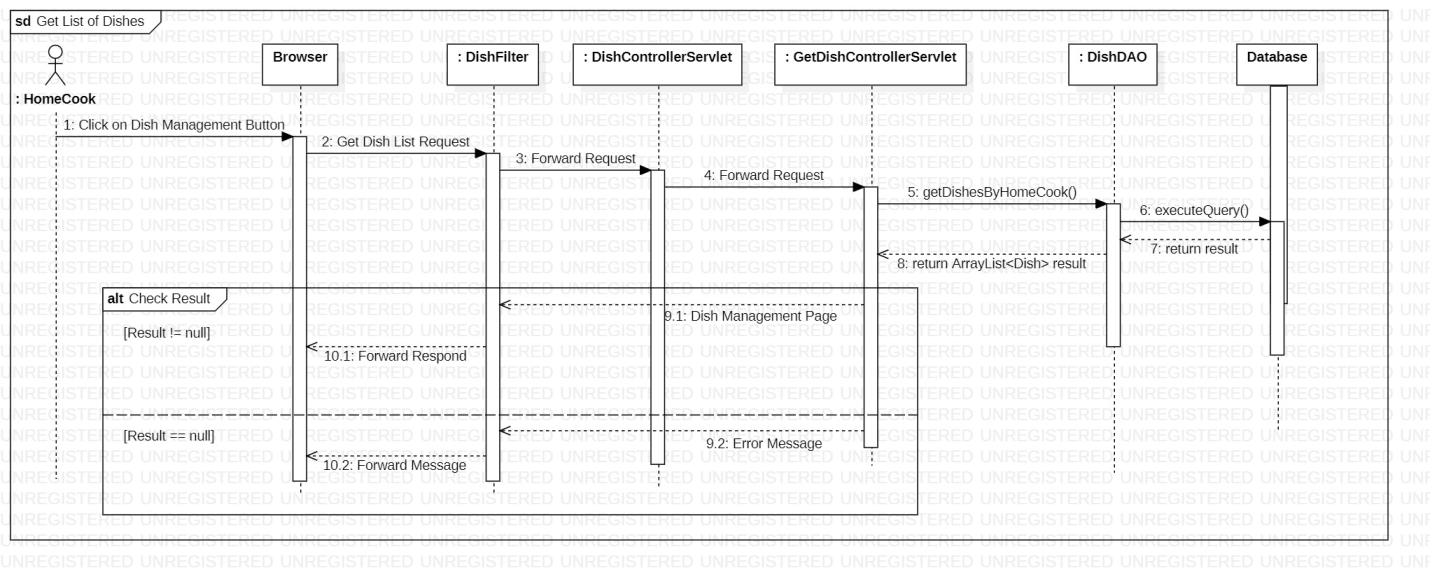 sd Get List of Dishes
: HomeCook
Browser
: DishFilter
: DishControllerServlet
: GetDishControllerServlet
: DishDAO
Database
1: Click on Dish Management Button
2: Get Dish List Request
3: Forward Request
4: Forward Request
5: getDishesByHomeCook()
6: executeQuery()
7: return result
8: return ArrayList<Dish> result
alt Check Result
9.1: Dish Management Page
[Result != null]
10.1: Forward Respond
[Result == null]
9.2: Error Message
10.2: Forward Message
UNREGISTERED